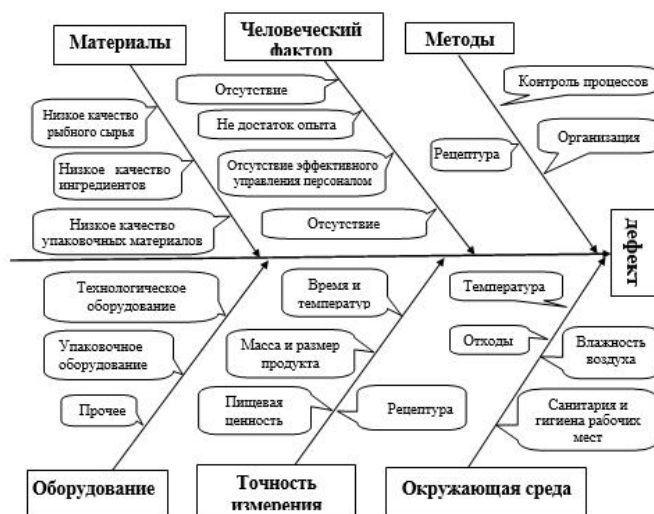 Материалы
Человеческий
фактор
Методы
Отсутствие
Контроль процессов
Низкое качество
рыбного сырья
Не достаток опыта
Организация
Рецептура
Низкое качество
ингредиентов
Отсутствие эффективного
управления персоналом
Низкое качество
упаковочных материалов
Отсутствие
дефект
Технологическое
оборудование
Время и
температур
Температура
Упаковочное
оборудование
Масса и размер
продукта
Отходы
Влажность
воздуха
Прочее
Пищевая
ценность
Рецептура
Санитария и
гигиена рабочих
мест
Оборудование
Точность
измерения
Окружающая среда